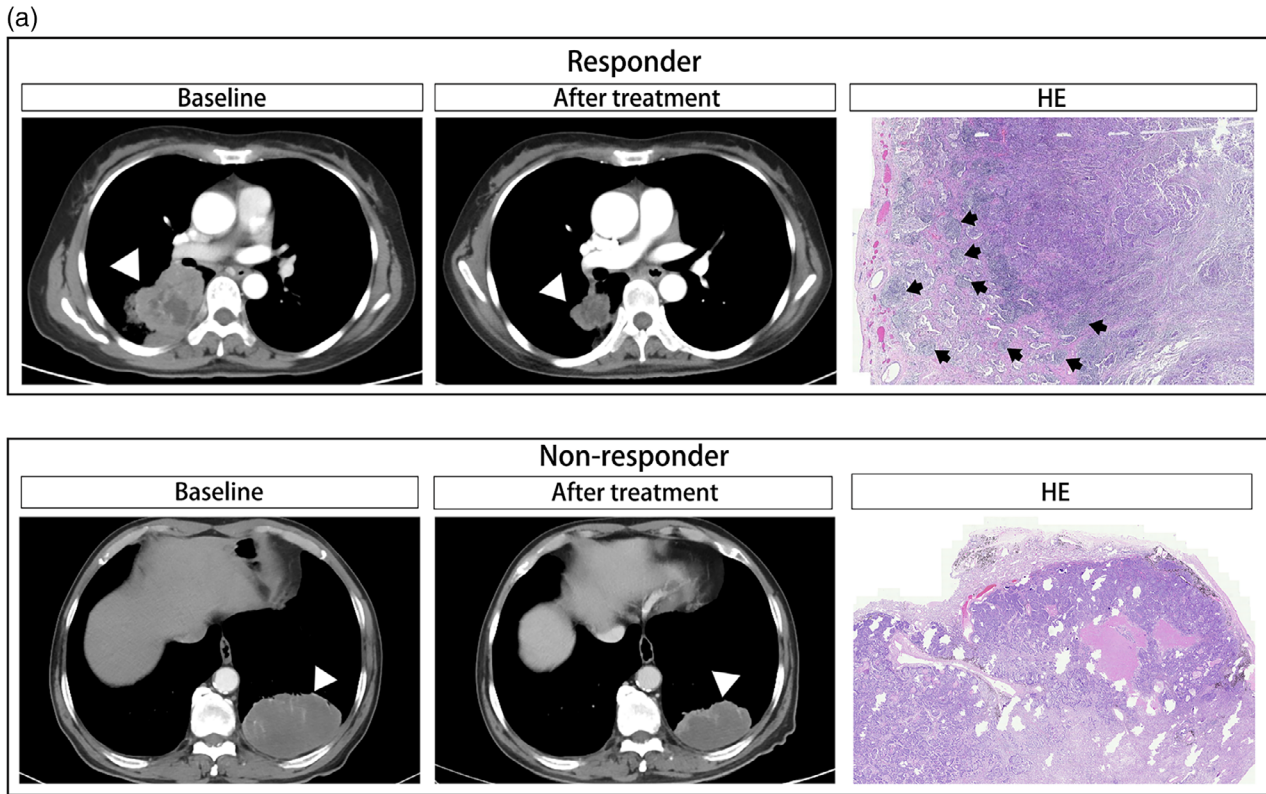 (a)
Responder
Baseline
After treatment
HE
Non-responder
Baseline
After treatment
HE